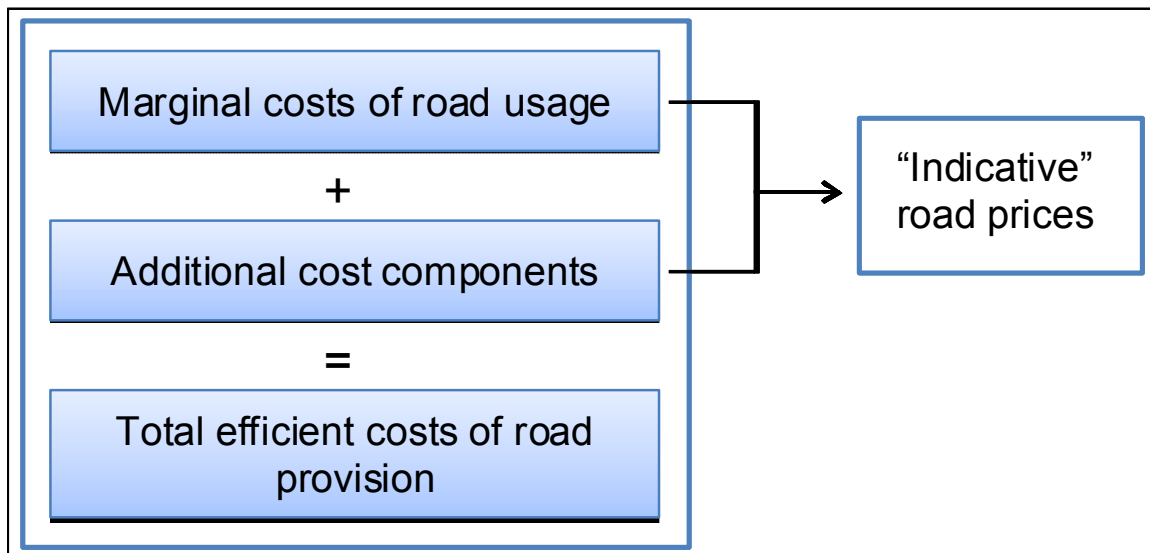 Marginal costs of road usage
+
Additional cost components
=
Total efficient costs of road
provision
“Indicative”
road prices